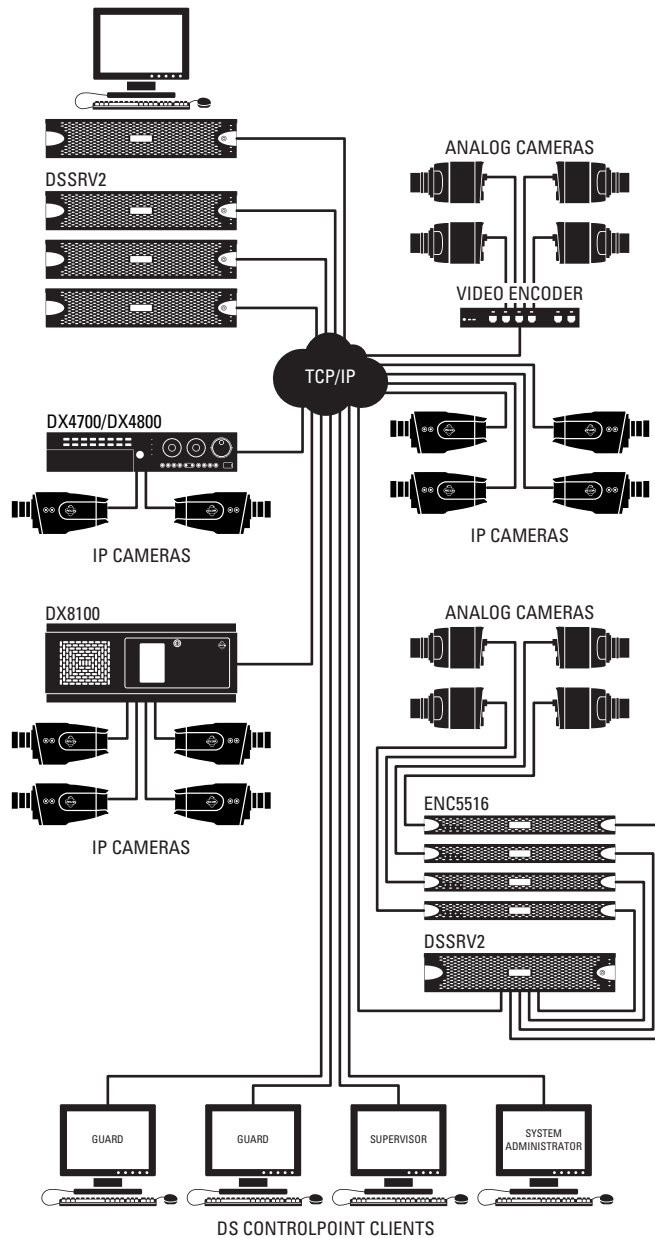 DSSRV2
ANALOG CAMERAS
VIDEO ENCODER
TCP/IP
DX4700/DX4800
IP CAMERAS
IP CAMERAS
DX8100
IP CAMERAS
ANALOG CAMERAS
ENC5516
DSSRV2
GUARD
GUARD
SUPERVISOR
SYSTEM
ADMINISTRATOR
DS CONTROLPOINT CLIENTS